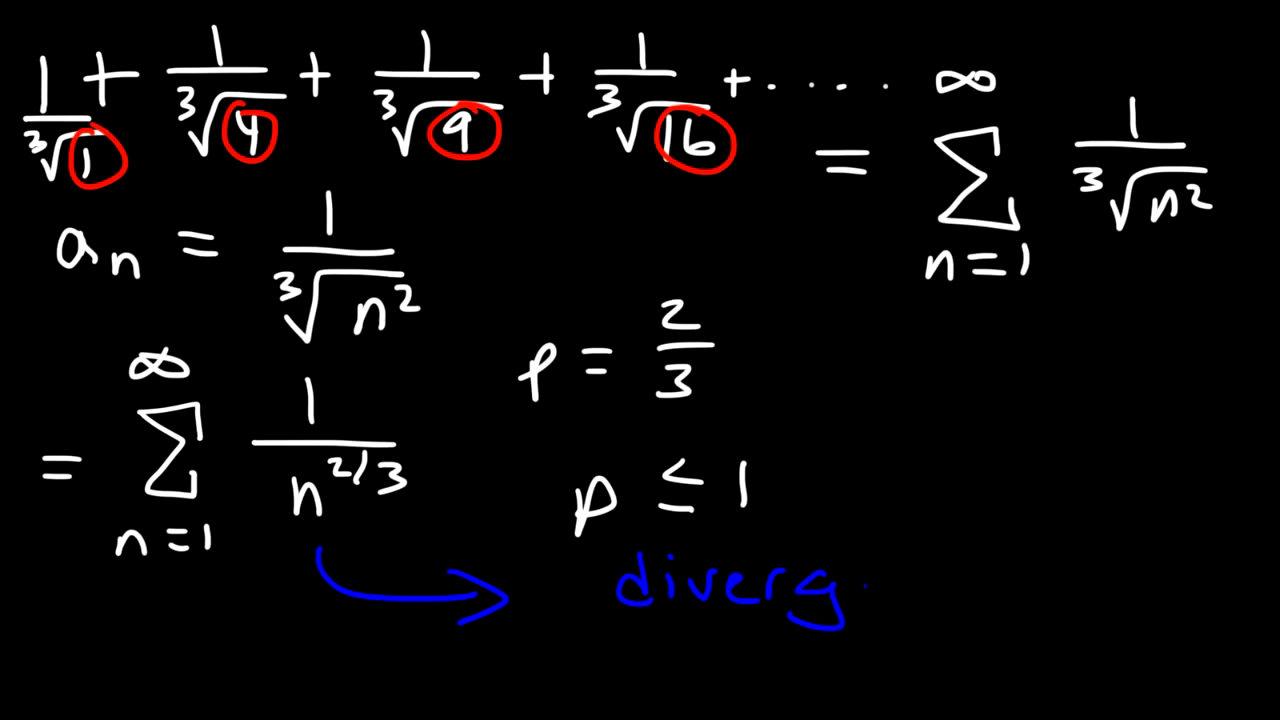 1/∛1 + 1/∛4 + 1/∛9 + 1/∛16 + ..... = ∞ Σ n=1 1/∛n²
aₙ = 1/∛n²
= ∞ Σ n=1 1/n^2/3
p = 2/3
p ≤ 1
diverg